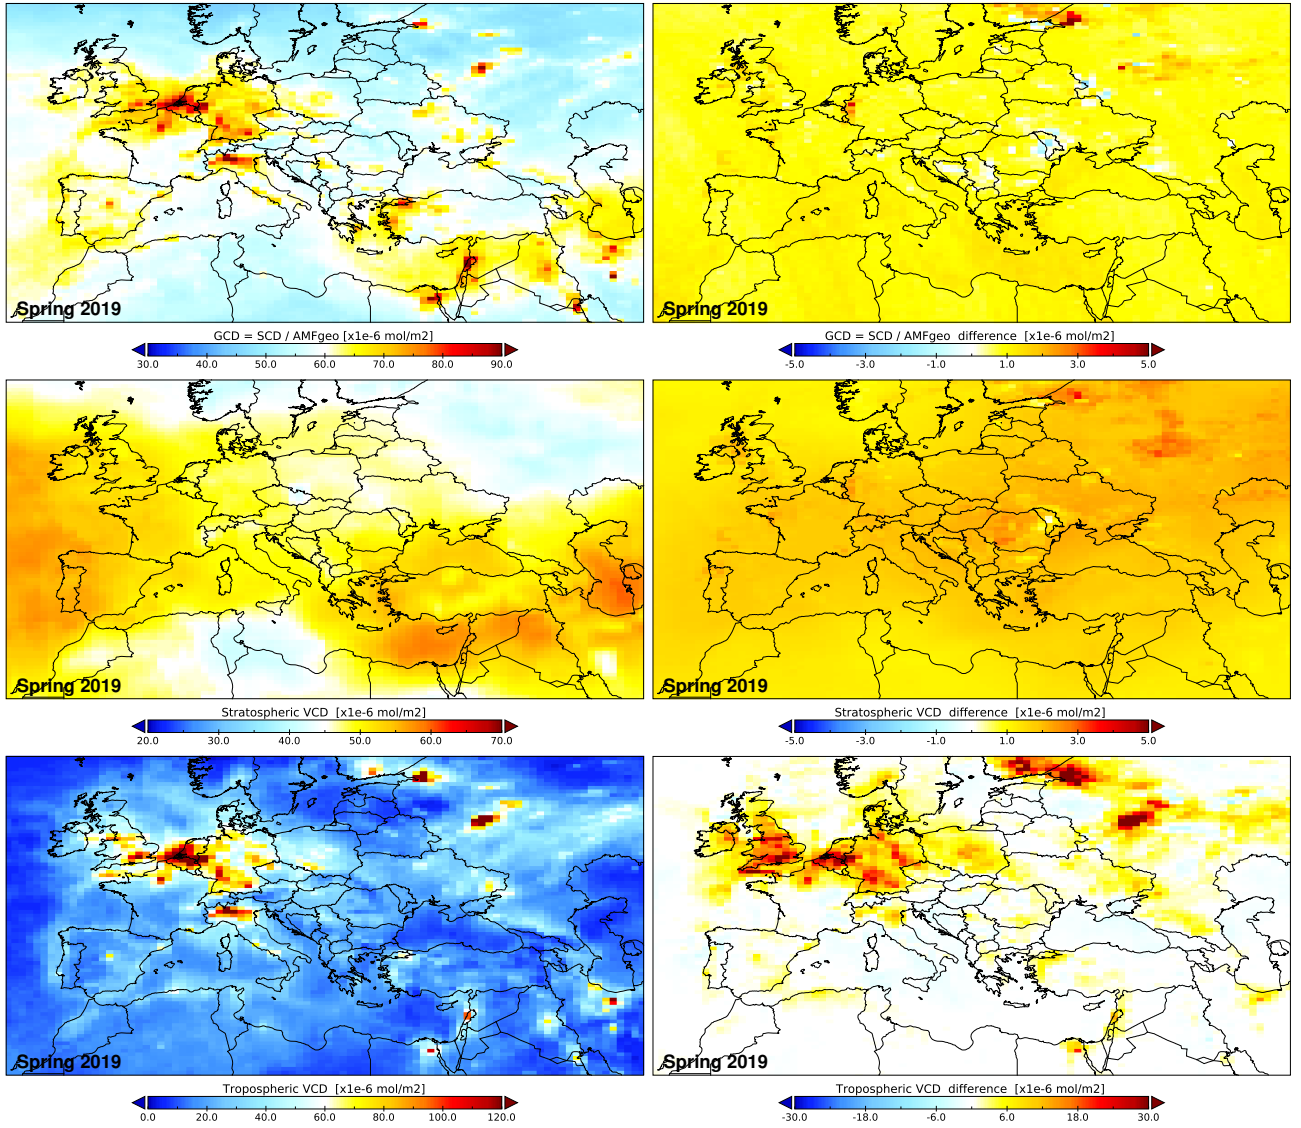 Spring 2019
GCD = SCD / AMFgeo [x1e-6 mol/m2]
30.0 40.0 50.0 60.0 70.0 80.0 90.0
Spring 2019
GCD = SCD / AMFgeo difference [x1e-6 mol/m2]
-5.0 -3.0 -1.0 1.0 3.0 5.0
Spring 2019
Stratospheric VCD [x1e-6 mol/m2]
20.0 30.0 40.0 50.0 60.0 70.0
Spring 2019
Stratospheric VCD difference [x1e-6 mol/m2]
-5.0 -3.0 -1.0 1.0 3.0 5.0
Spring 2019
Tropospheric VCD [x1e-6 mol/m2]
0.0 20.0 40.0 60.0 80.0 100.0 120.0
Spring 2019
Tropospheric VCD difference [x1e-6 mol/m2]
-30.0 -18.0 -6.0 6.0 18.0 30.0